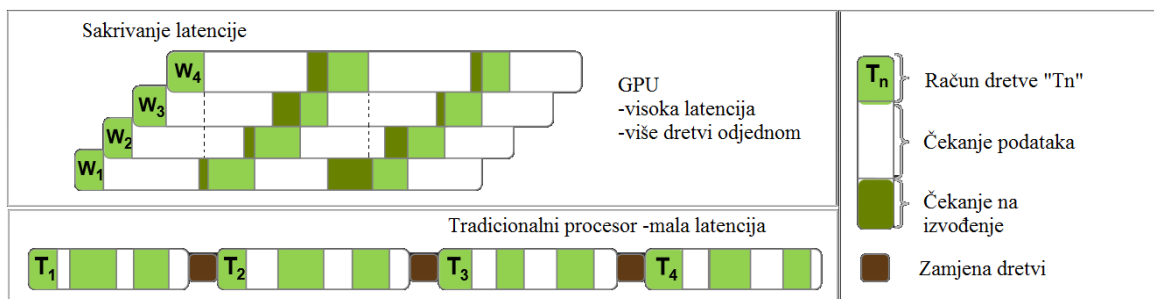 Sakrivanje latencije
W4
W3
W2
W1
GPU
-visoka latencija
-više dretvi odjednom
Tradicionalni procesor -mala latencija
T1
T2
T3
T4
Tn
Račun dretve "Tn"
Čekanje podataka
Čekanje na
izvođenje
Zamjena dretvi